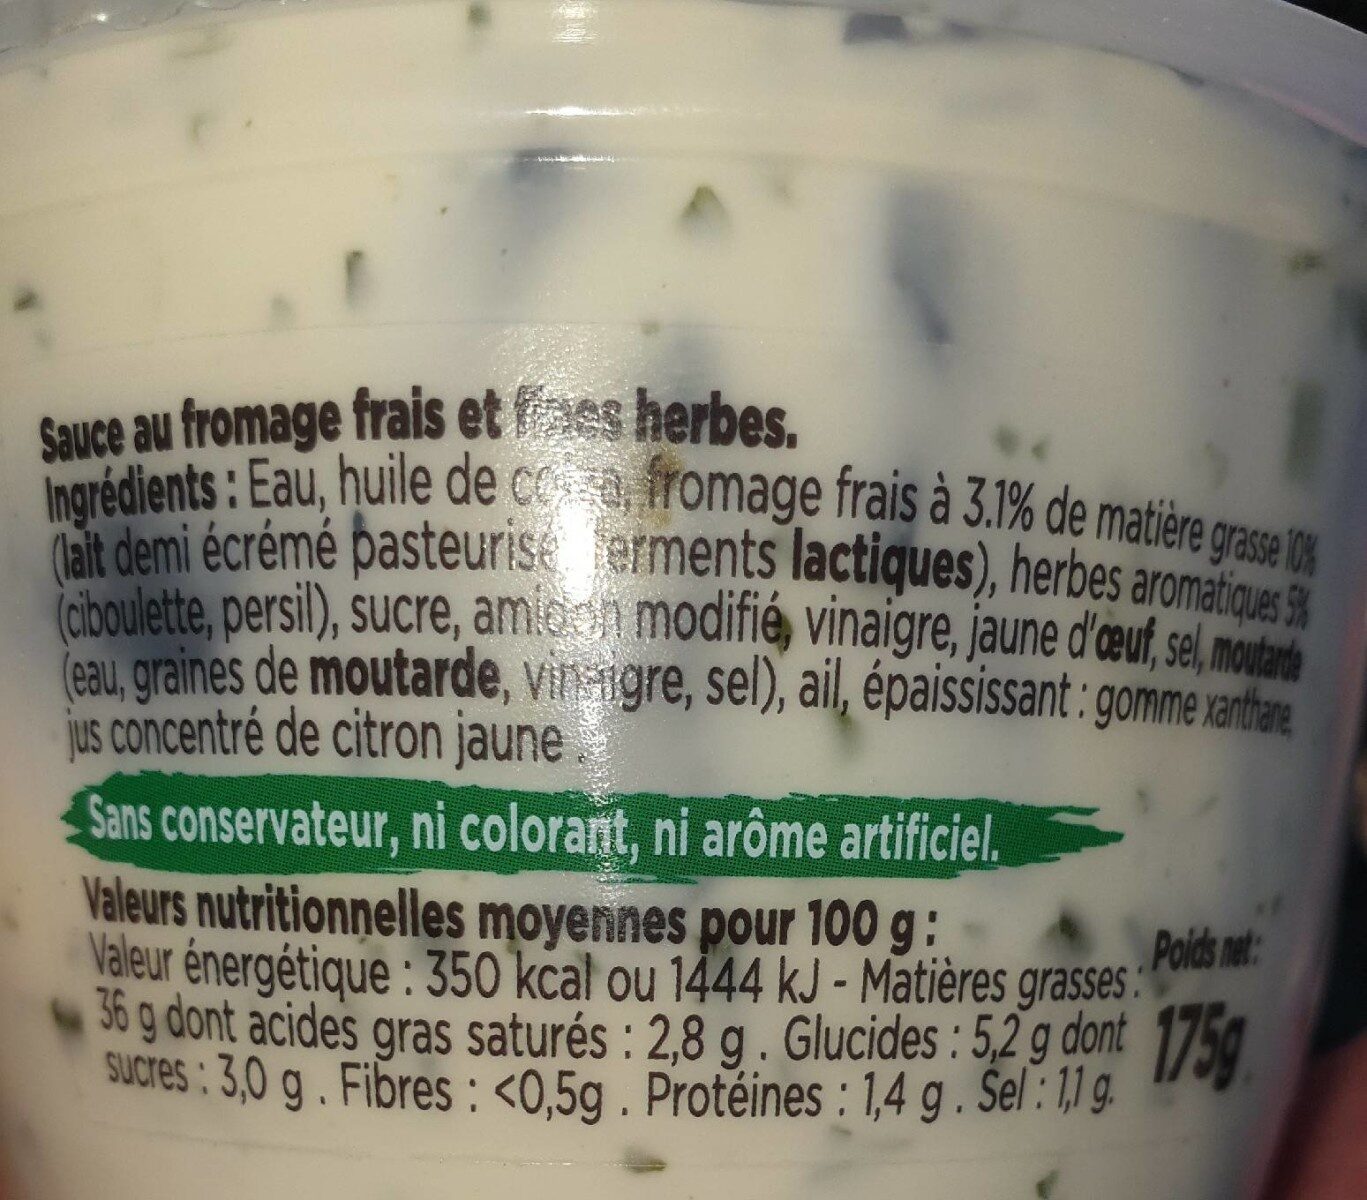 Sauce au fromage frais et fines herbes.
Ingrédients : Eau, huile de colza, fromage frais à 3.1% de matière grasse 10%
(lait demi écrémé pasteurisé, ferments lactiques), herbes aromatiques 5%
(ciboulette, persil), sucre, amidon modifié, vinaigre, jaune d'œuf, sel, moutarde
(eau, graines de moutarde, vinaigre, sel), ail, épaississant : gomme xanthane,
jus concentré de citron jaune .
Sans conservateur, ni colorant, ni arôme artificiel.
Valeurs nutritionnelles moyennes pour 100 g :
Valeur énergétique : 350 kcal ou 1444 kJ - Matières grasses :
36 g dont acides gras saturés : 2,8 g . Glucides : 5,2 g dont
sucres : 3,0 g . Fibres : <0,5g . Protéines : 1,4 g . Sel : 1,1 g.
Poids net :
175g